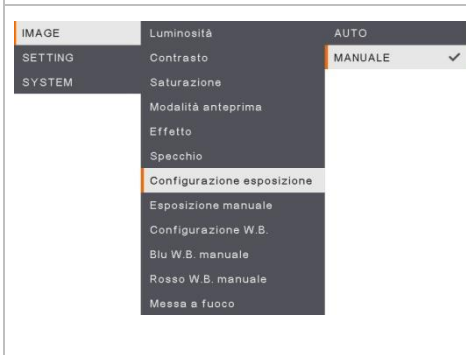 IMAGE
SETTING
SYSTEM
Luminosità
Contrasto
Saturazione
Modalità anteprima
Effetto
Specchio
Configurazione esposizione
Esposizione manuale
Configurazione W.B.
Blu W.B. manuale
Rosso W.B. manuale
Messa a fuoco
AUTO
MANUALE ✓